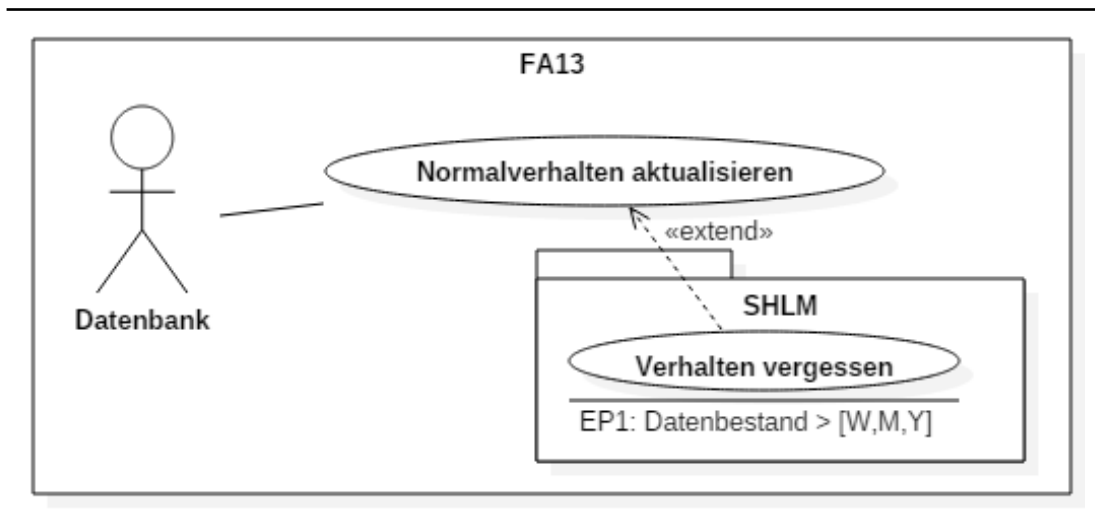 FA13
Normalverhalten aktualisieren
«extend»
Datenbank
SHLM
Verhalten vergessen
EP1: Datenbestand > [W,M,Y]